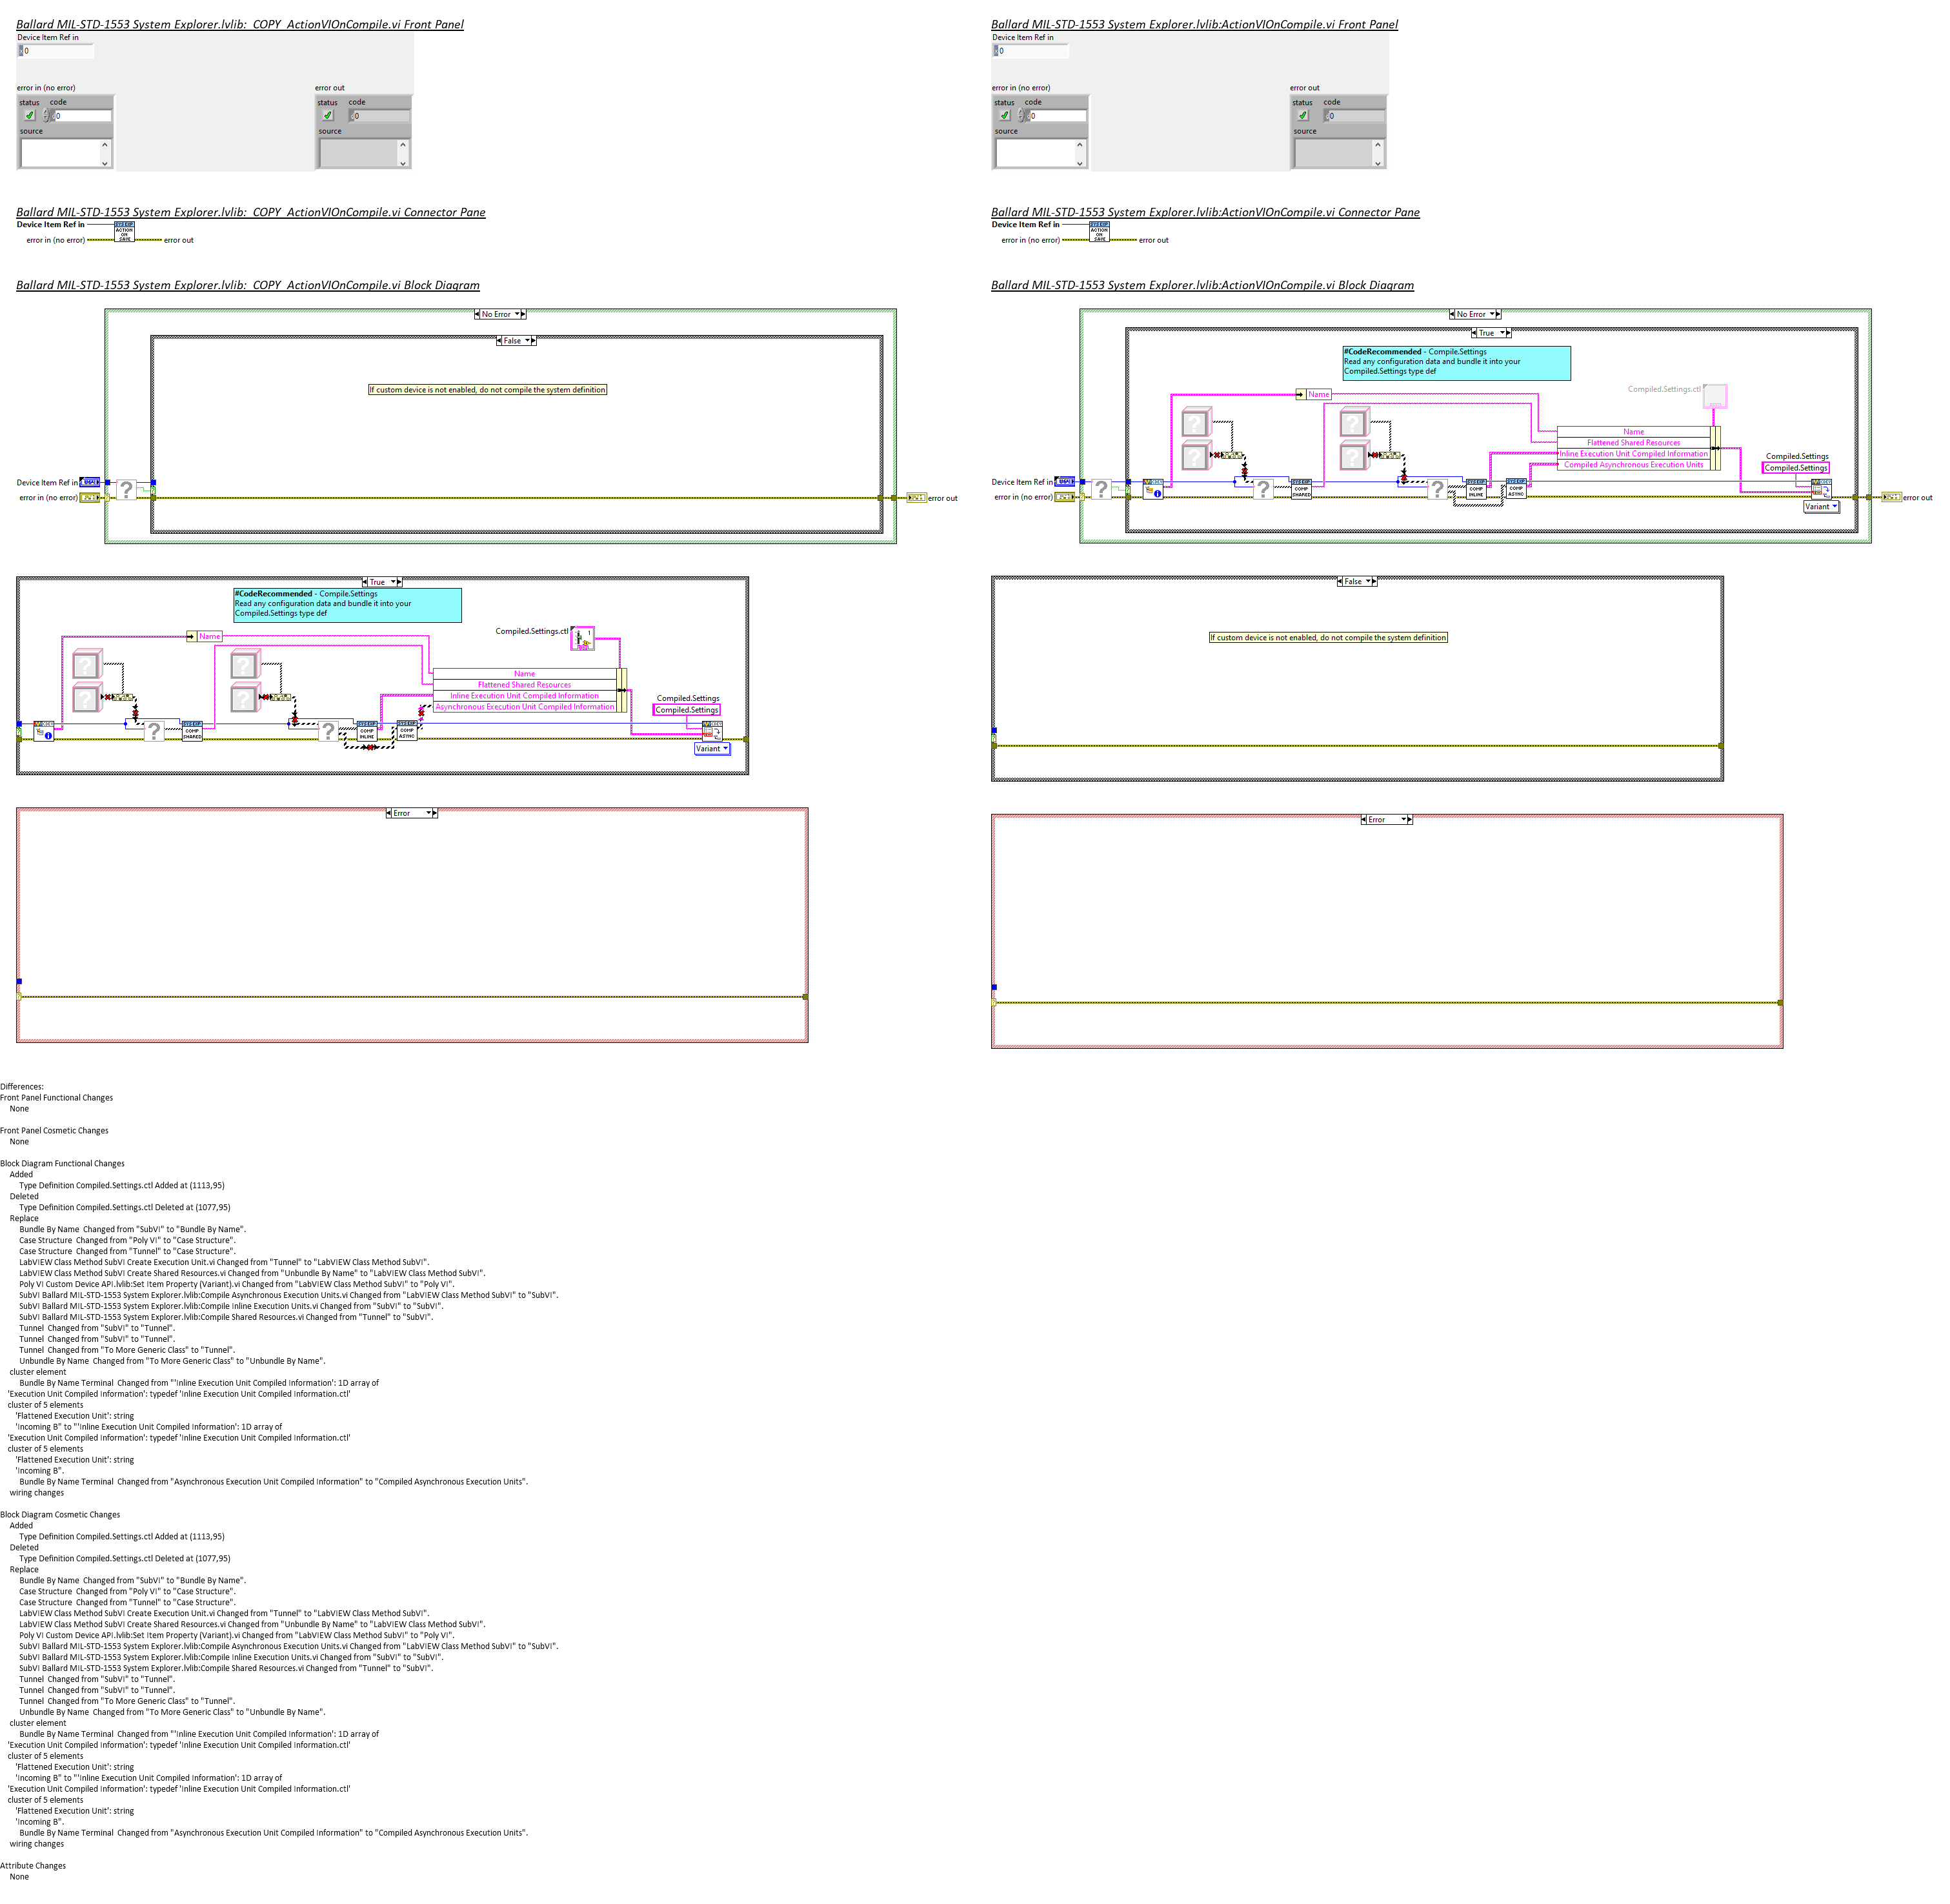 Ballard MIL-STD-1553 System Explorer.lvlib:_COPY_ActionVIOnCompile.vi Front Panel
Device Item Ref in
0
error in (no error)
status
code
0
source
error out
status
code
0
source
Ballard MIL-STD-1553 System Explorer.lvlib:_COPY_ActionVIOnCompile.vi Connector Pane
Device Item Ref in
error in (no error)
SYS EXP
ACTION
ON
SAVE
error out
Ballard MIL-STD-1553 System Explorer.lvlib:_COPY_ActionVIOnCompile.vi Block Diagram
No Error
False
If custom device is not enabled, do not compile the system definition
Device Item Ref in
error in (no error)
?
error out
True
#CodeRecommended - Compile.Settings
Read any configuration data and bundle it into your
Compiled.Settings type def
Compiled.Settings.ctl
Name
Name
Flattened Shared Resources
Inline Execution Unit Compiled Information
Asynchronous Execution Unit Compiled Information
Compiled.Settings
Compiled.Settings
COMP
SHARED
COMP
INLINE
COMP
ASYNC
Variant
Error
Ballard MIL-STD-1553 System Explorer.lvlib:ActionVIOnCompile.vi Front Panel
Device Item Ref in
0
error in (no error)
status
code
0
source
error out
status
code
0
source
Ballard MIL-STD-1553 System Explorer.lvlib:ActionVIOnCompile.vi Connector Pane
Device Item Ref in
error in (no error)
SYS EXP
ACTION
ON
SAVE
error out
Ballard MIL-STD-1553 System Explorer.lvlib:ActionVIOnCompile.vi Block Diagram
No Error
True
#CodeRecommended - Compile.Settings
Read any configuration data and bundle it into your
Compiled.Settings type def
Compiled.Settings.ctl
Name
Name
Flattened Shared Resources
Inline Execution Unit Compiled Information
Compiled Asynchronous Execution Units
Compiled.Settings
Compiled.Settings
Device Item Ref in
error in (no error)
COMP
SHARED
COMP
INLINE
COMP
ASYNC
Variant
error out
False
If custom device is not enabled, do not compile the system definition
Error
Differences:
Front Panel Functional Changes
None
Front Panel Cosmetic Changes
None
Block Diagram Functional Changes
Added
Type Definition Compiled.Settings.ctl Added at (1113,95)
Deleted
Type Definition Compiled.Settings.ctl Deleted at (1077,95)
Replace
Bundle By Name  Changed from "SubVI" to "Bundle By Name".
Case Structure  Changed from "Poly VI" to "Case Structure".
Case Structure  Changed from "Tunnel" to "Case Structure".
LabVIEW Class Method SubVI Create Execution Unit.vi Changed from "Tunnel" to "LabVIEW Class Method SubVI".
LabVIEW Class Method SubVI Create Shared Resources.vi Changed from "Unbundle By Name" to "LabVIEW Class Method SubVI".
Poly VI Custom Device API.lvlib:Set Item Property (Variant).vi Changed from "LabVIEW Class Method SubVI" to "Poly VI".
SubVI Ballard MIL-STD-1553 System Explorer.lvlib:Compile Asynchronous Execution Units.vi Changed from "LabVIEW Class Method SubVI" to "SubVI".
SubVI Ballard MIL-STD-1553 System Explorer.lvlib:Compile Inline Execution Units.vi Changed from "SubVI" to "SubVI".
SubVI Ballard MIL-STD-1553 System Explorer.lvlib:Compile Shared Resources.vi Changed from "Tunnel" to "SubVI".
Tunnel  Changed from "SubVI" to "Tunnel".
Tunnel  Changed from "SubVI" to "Tunnel".
Tunnel  Changed from "To More Generic Class" to "Tunnel".
Unbundle By Name  Changed from "To More Generic Class" to "Unbundle By Name".
cluster element
Bundle By Name Terminal  Changed from "'Inline Execution Unit Compiled Information': 1D array of
'Execution Unit Compiled Information': typedef 'Inline Execution Unit Compiled Information.ctl'
cluster of 5 elements
'Flattened Execution Unit': string
'Incoming B" to "'Inline Execution Unit Compiled Information': 1D array of
'Execution Unit Compiled Information': typedef 'Inline Execution Unit Compiled Information.ctl'
cluster of 5 elements
'Flattened Execution Unit': string
'Incoming B".
Bundle By Name Terminal  Changed from "Asynchronous Execution Unit Compiled Information" to "Compiled Asynchronous Execution Units".
wiring changes
Block Diagram Cosmetic Changes
Added
Type Definition Compiled.Settings.ctl Added at (1113,95)
Deleted
Type Definition Compiled.Settings.ctl Deleted at (1077,95)
Replace
Bundle By Name  Changed from "SubVI" to "Bundle By Name".
Case Structure  Changed from "Poly VI" to "Case Structure".
Case Structure  Changed from "Tunnel" to "Case Structure".
LabVIEW Class Method SubVI Create Execution Unit.vi Changed from "Tunnel" to "LabVIEW Class Method SubVI".
LabVIEW Class Method SubVI Create Shared Resources.vi Changed from "Unbundle By Name" to "LabVIEW Class Method SubVI".
Poly VI Custom Device API.lvlib:Set Item Property (Variant).vi Changed from "LabVIEW Class Method SubVI" to "Poly VI".
SubVI Ballard MIL-STD-1553 System Explorer.lvlib:Compile Asynchronous Execution Units.vi Changed from "LabVIEW Class Method SubVI" to "SubVI".
SubVI Ballard MIL-STD-1553 System Explorer.lvlib:Compile Inline Execution Units.vi Changed from "SubVI" to "SubVI".
SubVI Ballard MIL-STD-1553 System Explorer.lvlib:Compile Shared Resources.vi Changed from "Tunnel" to "SubVI".
Tunnel  Changed from "SubVI" to "Tunnel".
Tunnel  Changed from "SubVI" to "Tunnel".
Tunnel  Changed from "To More Generic Class" to "Tunnel".
Unbundle By Name  Changed from "To More Generic Class" to "Unbundle By Name".
cluster element
Bundle By Name Terminal  Changed from "'Inline Execution Unit Compiled Information': 1D array of
'Execution Unit Compiled Information': typedef 'Inline Execution Unit Compiled Information.ctl'
cluster of 5 elements
'Flattened Execution Unit': string
'Incoming B" to "'Inline Execution Unit Compiled Information': 1D array of
'Execution Unit Compiled Information': typedef 'Inline Execution Unit Compiled Information.ctl'
cluster of 5 elements
'Flattened Execution Unit': string
'Incoming B".
Bundle By Name Terminal  Changed from "Asynchronous Execution Unit Compiled Information" to "Compiled Asynchronous Execution Units".
wiring changes
Attribute Changes
None